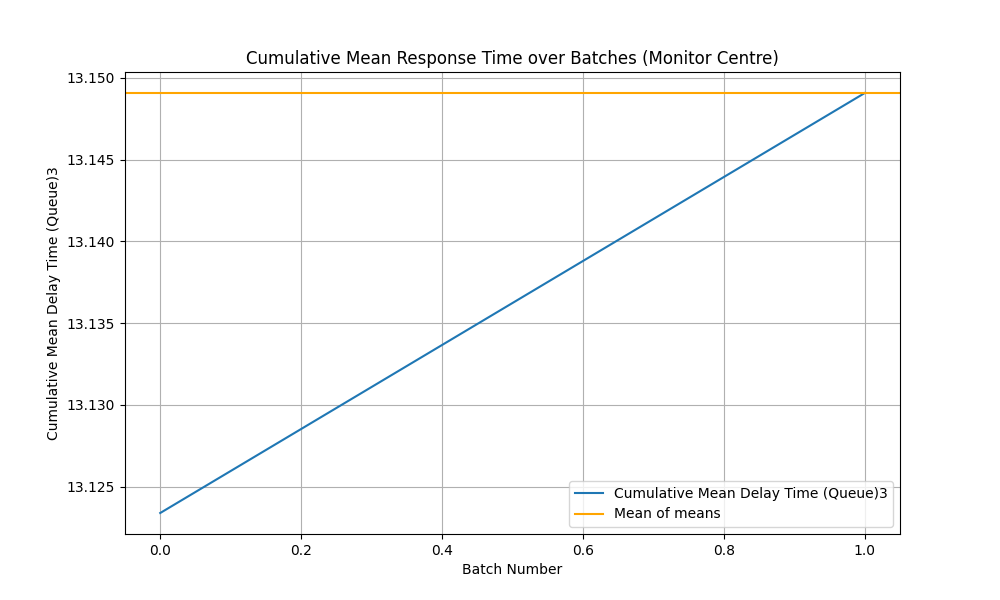 Cumulative Mean Response Time over Batches (Monitor Centre)
Cumulative Mean Delay Time (Queue)3
13.150
13.145
13.140
13.135
13.130
13.125
Cumulative Mean Delay Time (Queue)3
Mean of means
0.0 0.2 0.4 0.6 0.8 1.0
Batch Number